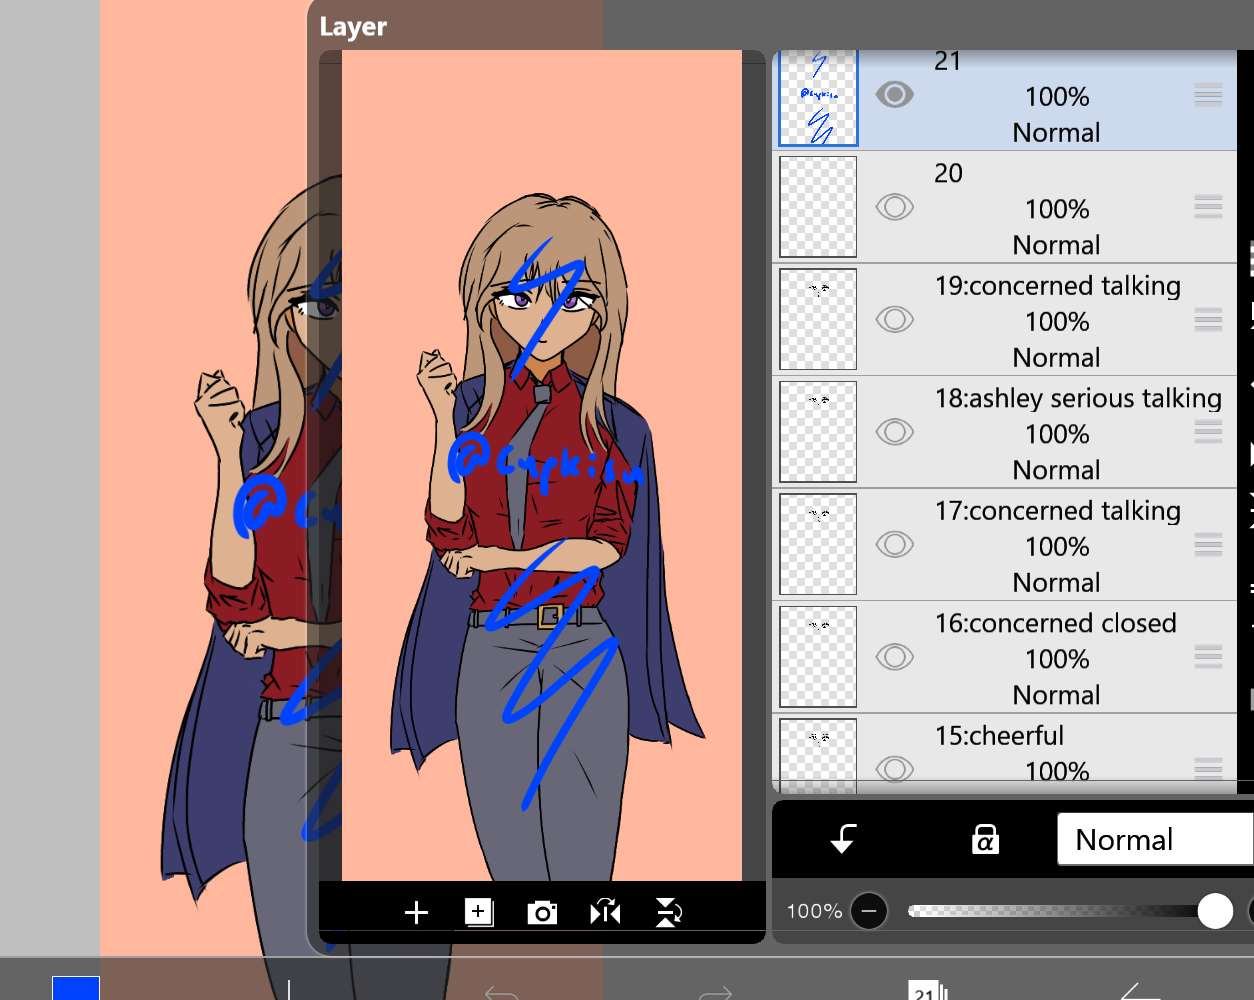 Layer
21
100%
Normal
20
100%
Normal
19:concerned talking
100%
Normal
18:ashley serious talking
100%
Normal
17:concerned talking
100%
Normal
16:concerned closed
100%
Normal
15:cheerful
100%
α
Normal
100%
21